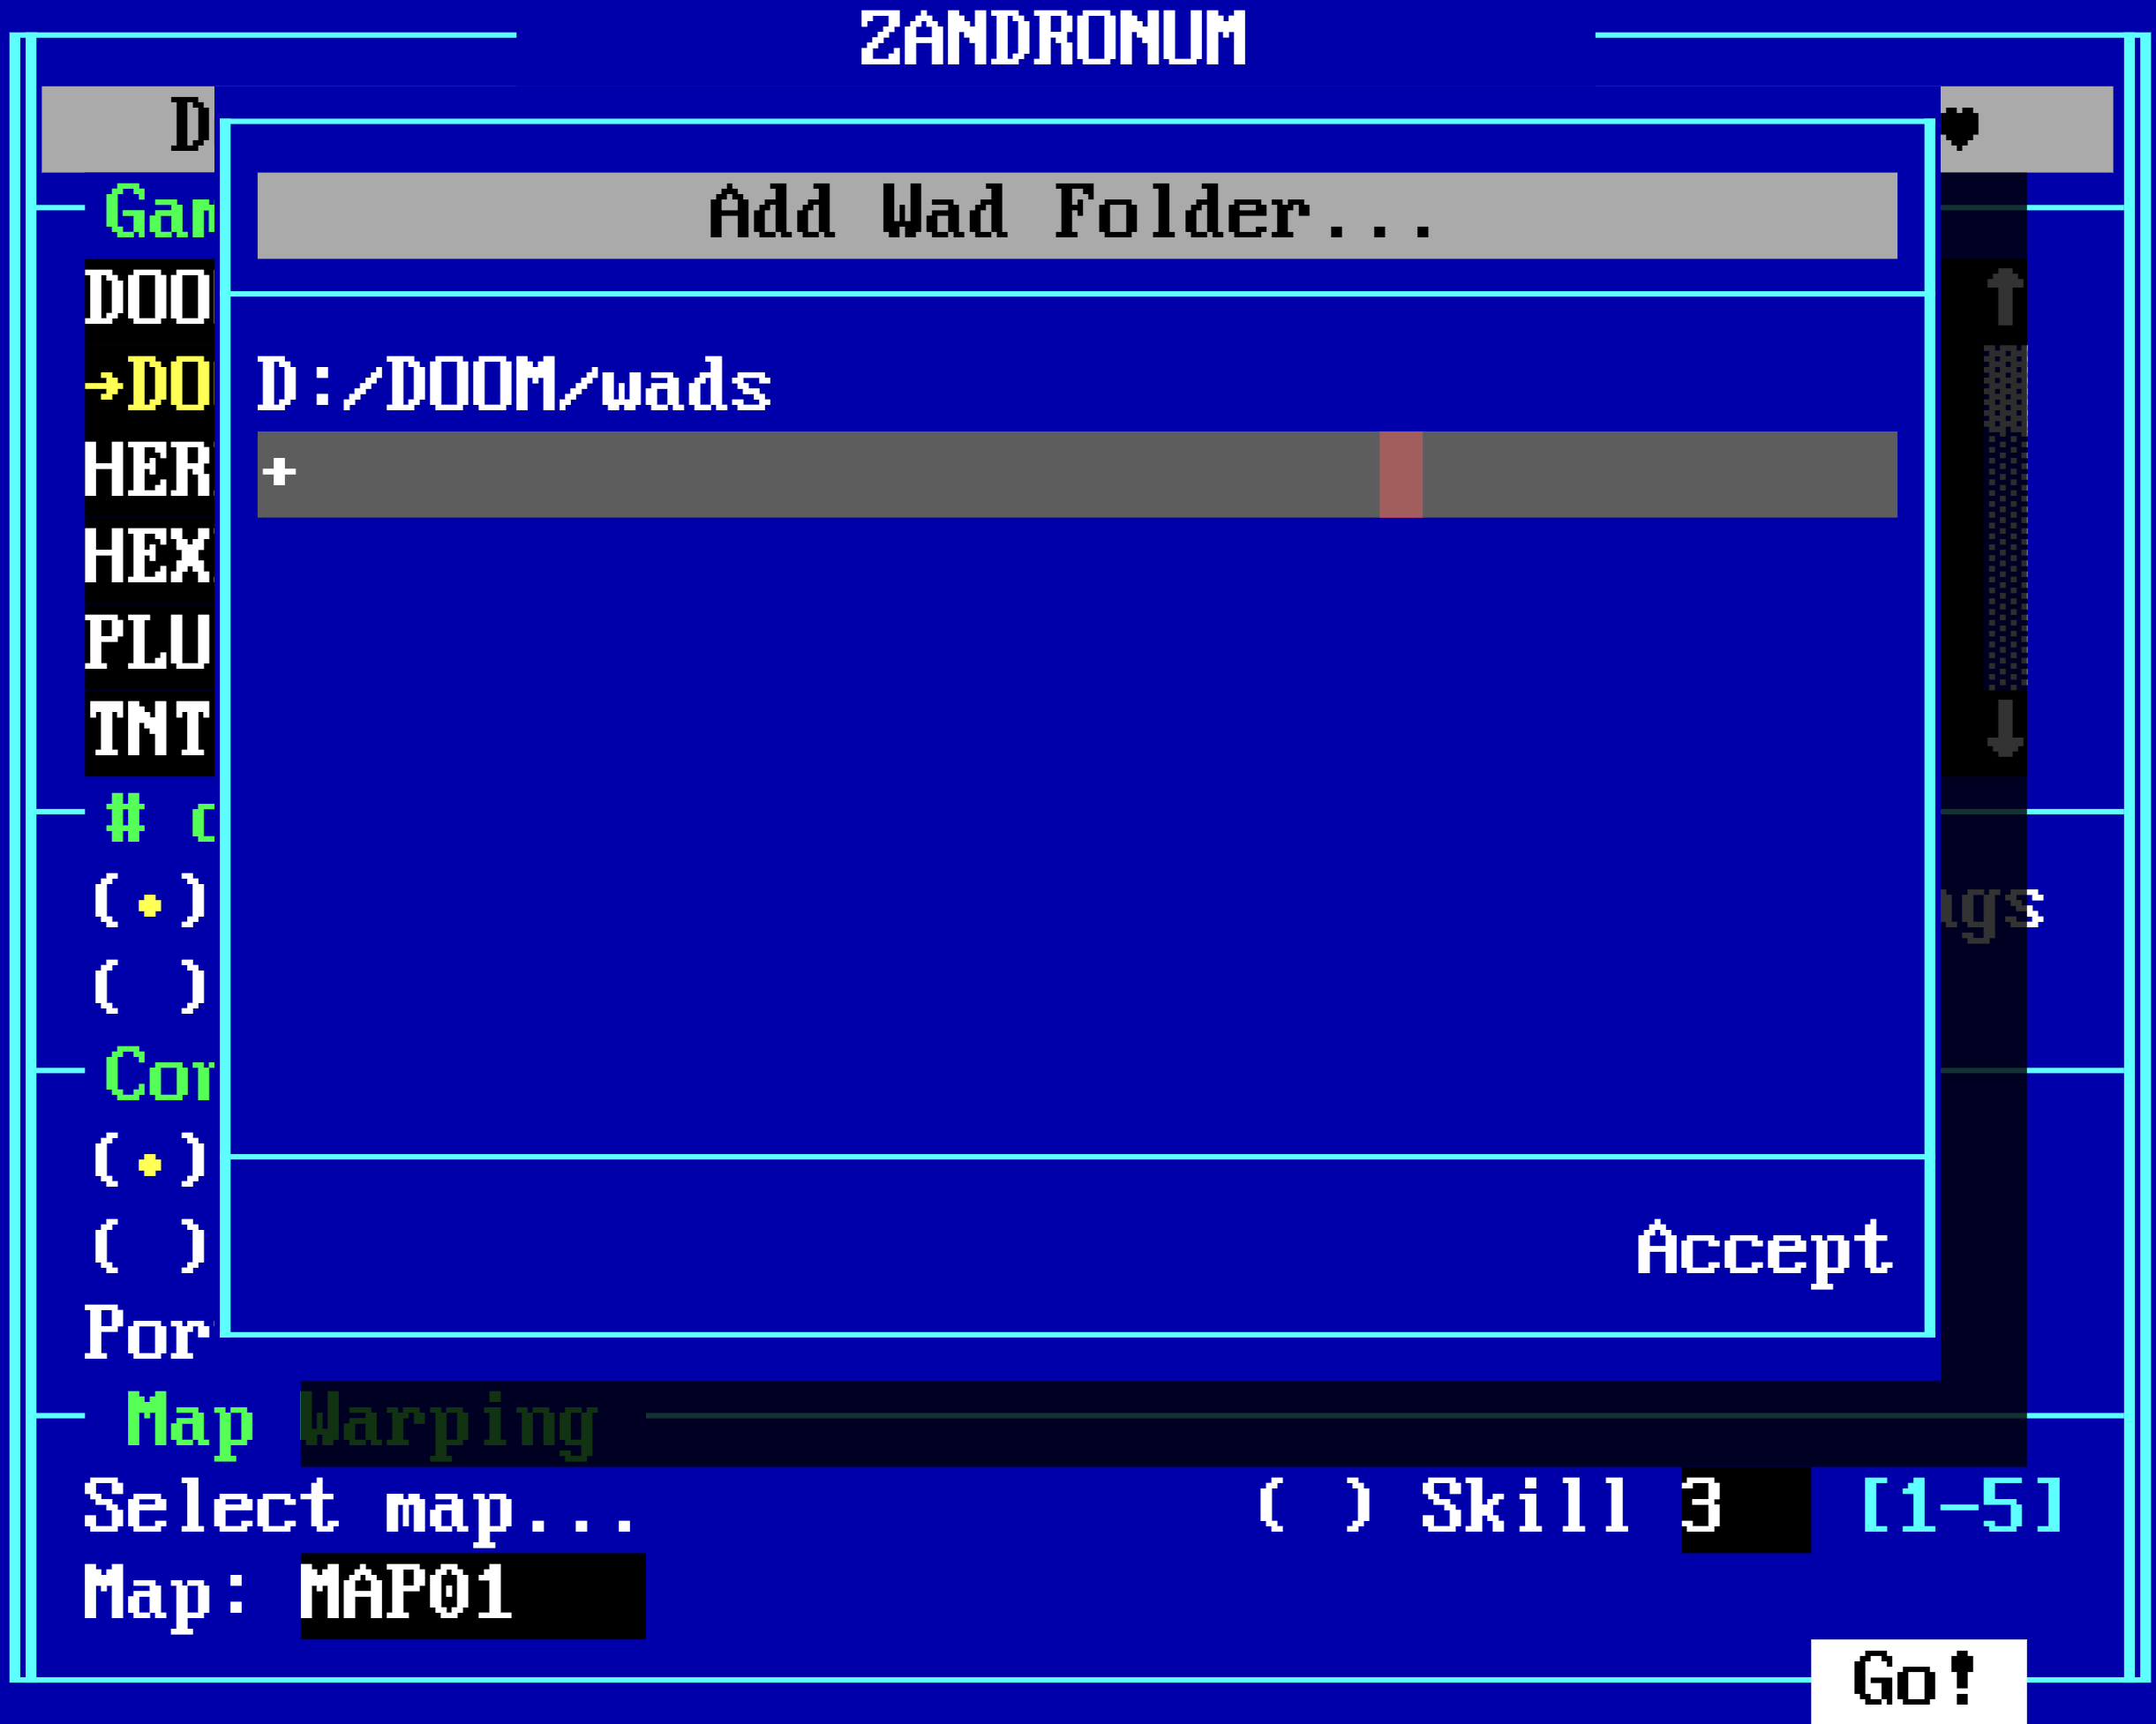 ZANDRONUM
D ♥
Gam
Add Wad Folder...
DOO
→DO
D:/DOOM/wads
HER
+
HEX
PLU
TNT
# o
(•) ngs
( )
Con
(•)
( ) Accept
Por
Map Warping
Select map... ( ) Skill 3 [1-5]
Map: MAP01
Go!